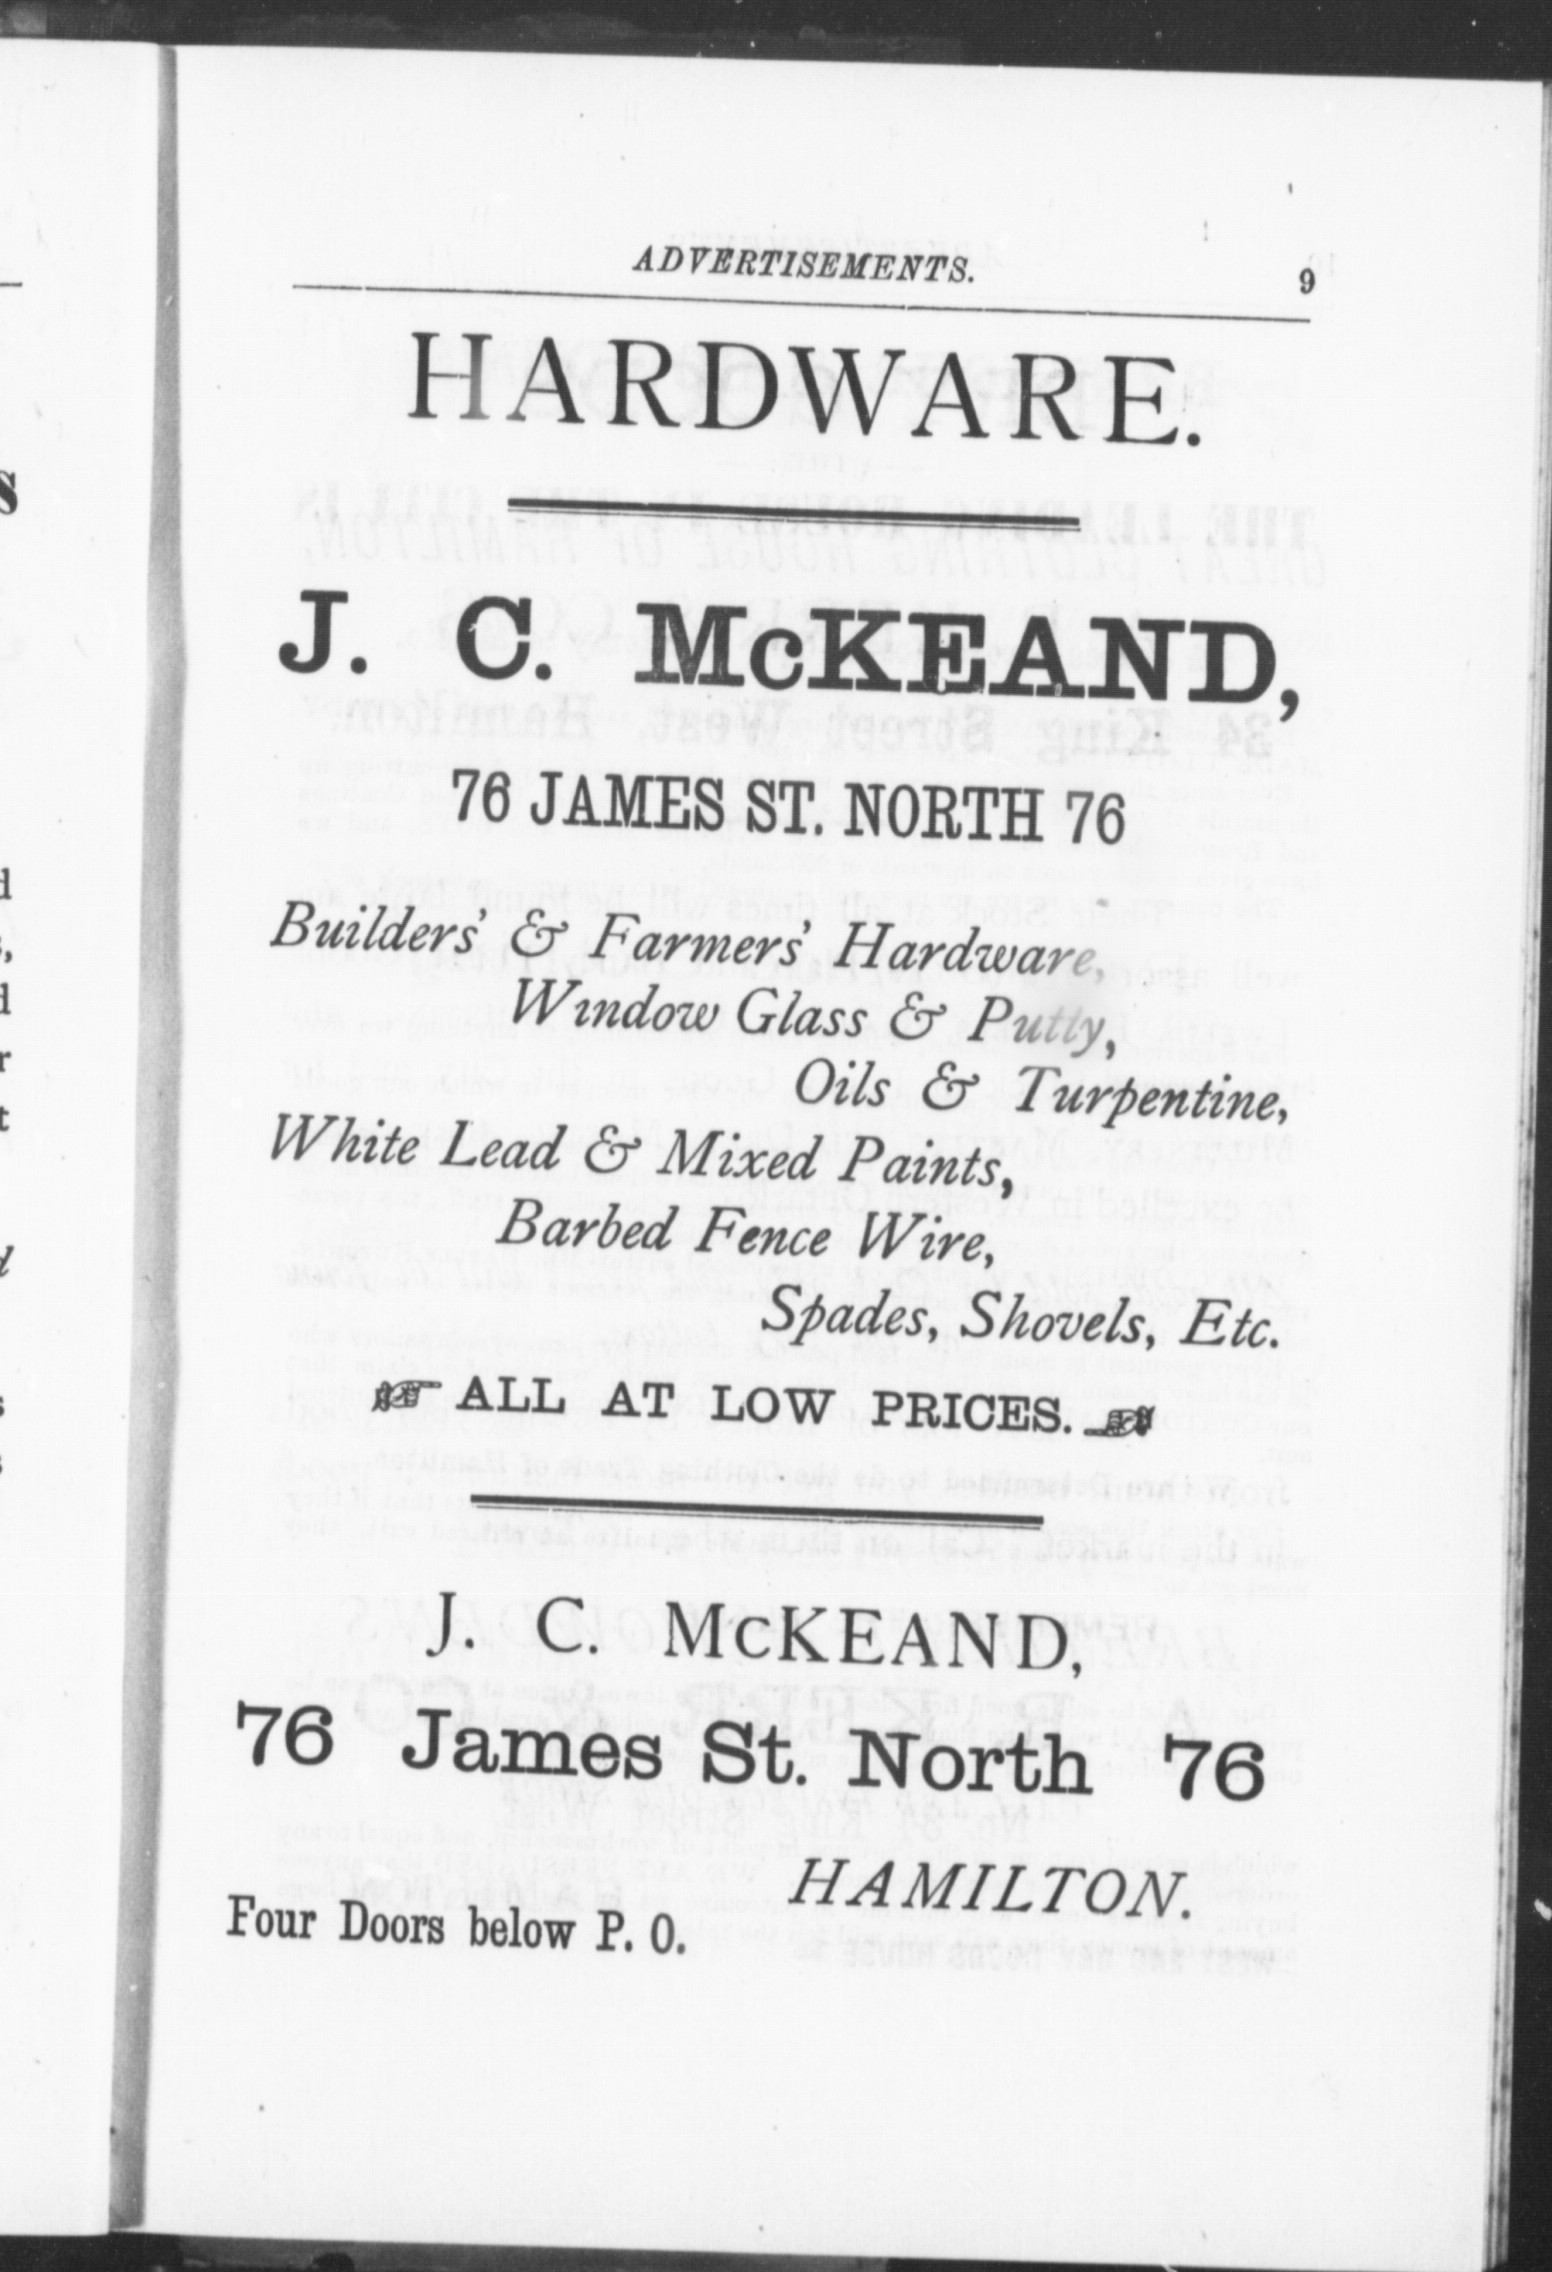 ADVERTISEMENTS. 9
HARDWARE.
J. C. McKEAND,
76 JAMES ST. NORTH 76
Builders' & Farmers' Hardware,
Window Glass & Putty,
Oils & Turpentine,
White Lead & Mixed Paints,
Barbed Fence Wire,
Spades, Shovels, Etc.
☞ ALL AT LOW PRICES. ☜
J. C. McKEAND,
76 James St. North 76
HAMILTON.
Four Doors below P. O.